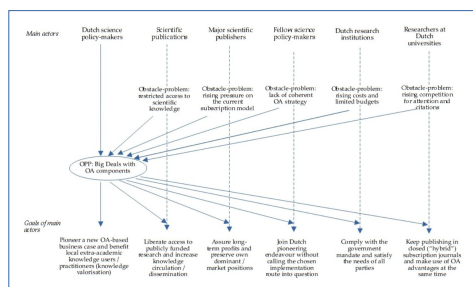 Main actors
Dutch science
policy-makers
Scientific
publications
Major scientific
publishers
Fellow science
policy-makers
Dutch research
institutions
Researchers at
Dutch
universities
Obstacle-problem:
restricted access to
scientific
knowledge
Obstacle-problem:
rising pressure on
the current
subscription model
Obstacle-problem:
lack of coherent
OA strategy
Obstacle-problem:
rising costs and
limited budgets
Obstacle-problem:
rising competition
for attention and
citations
OPP: Big Deals with
OA components
Goals of main
actors
Pioneer a new OA-based
business case and benefit
local extra-academic
knowledge users /
practitioners (knowledge
valorisation)
Liberate access to
publicly funded
research and increase
knowledge
circulation /
dissemination
Assure long-
term profits and
preserve own
dominant /
market positions
Join Dutch
pioneering
endeavour without
calling the chosen
implementation
route into question
Comply with the
government
mandate and satisfy
the needs of all
parties
Keep publishing in
closed ("hybrid")
subscription journals
and make use of OA
advantages at the
same time